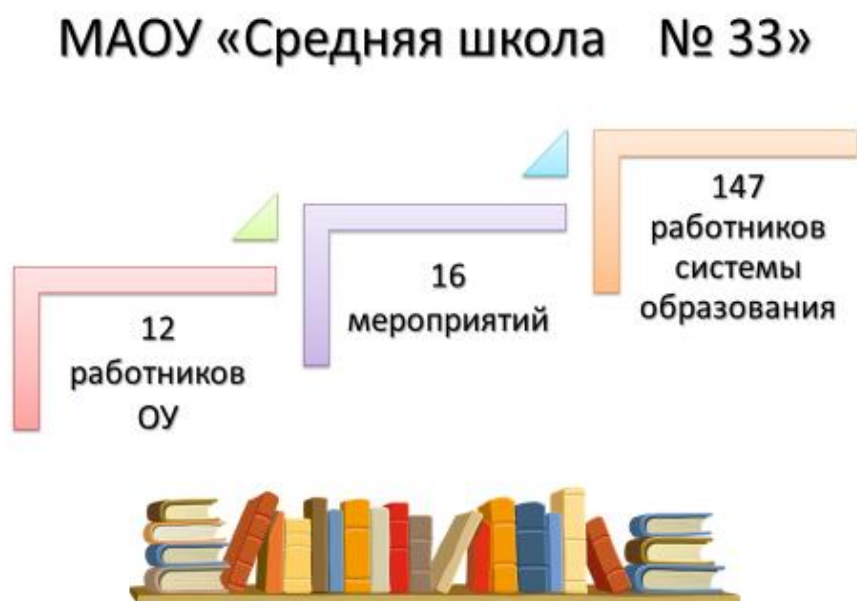 МАОУ «Средняя школа № 33»
12
работников
ОУ
16
мероприятий
147
работников
системы
образования